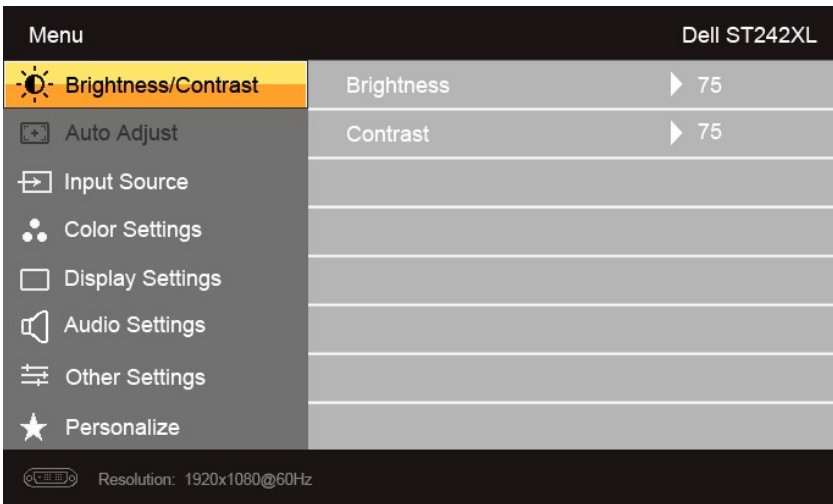 Menu Dell ST242XL
Brightness/Contrast Brightness 75
Auto Adjust Contrast 75
Input Source
Color Settings
Display Settings
Audio Settings
Other Settings
Personalize
Resolution: 1920x1080@60Hz